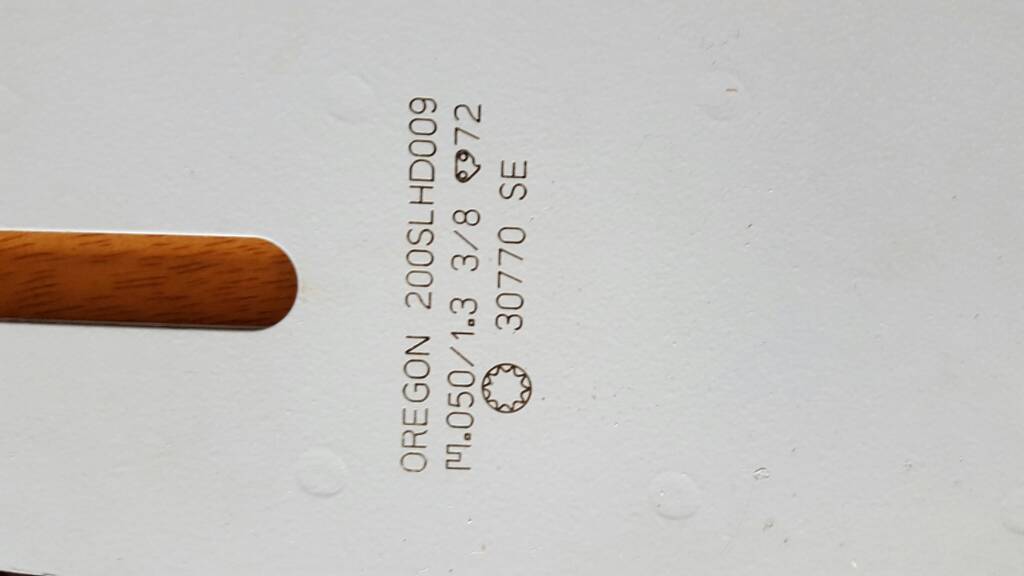 OREGON 200SLHD009
.050/1.3 3/8 72
30770 SE